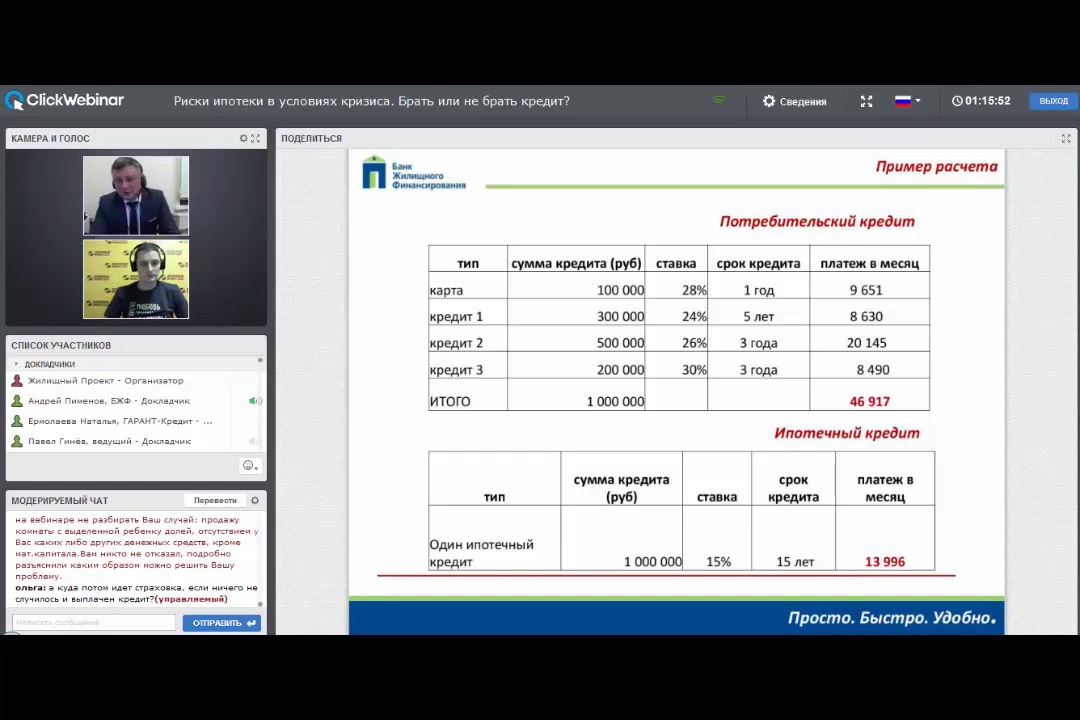 ClickWebinar
Риски ипотеки в условиях кризиса. Брать или не брать кредит?
Сведения
01:15:52
ВЫХОД
КАМЕРА И ГОЛОС
СПИСОК УЧАСТНИКОВ
ДОКЛАДЧИКИ
Жилищный Проект - Организатор
Андрей Пименов, БЖФ - Докладчик
Ермолаева Наталья, ГАРАНТ-Кредит - ...
Павел Гинёв, ведущий - Докладчик
МОДЕРИРУЕМЫЙ ЧАТ
Перевести
на вебинаре не разбирать Ваш случай: продажу
комнаты с выделенной ребенку долей, отсутствием у
Вас каких либо других денежных средств, кроме
мат.капитала.Вам никто не отказал, подробно
разъяснили каким образом можно решить Вашу
проблему.
ольга: а куда потом идет страховка, если ничего не
случилось и выплачен кредит?(управляемый)
Написать сообщение
ОТПРАВИТЬ
ПОДЕЛИТЬСЯ
Банк
Жилищного
Финансирования
Пример расчета
Потребительский кредит
тип сумма кредита (руб) ставка срок кредита платеж в месяц
карта 100 000 28% 1 год 9 651
кредит 1 300 000 24% 5 лет 8 630
кредит 2 500 000 26% 3 года 20 145
кредит 3 200 000 30% 3 года 8 490
ИТОГО 1 000 000 46 917
Ипотечный кредит
сумма кредита срок платеж в
тип (руб) ставка кредита месяц
Один ипотечный
кредит 1 000 000 15% 15 лет 13 996
Просто. Быстро. Удобно.